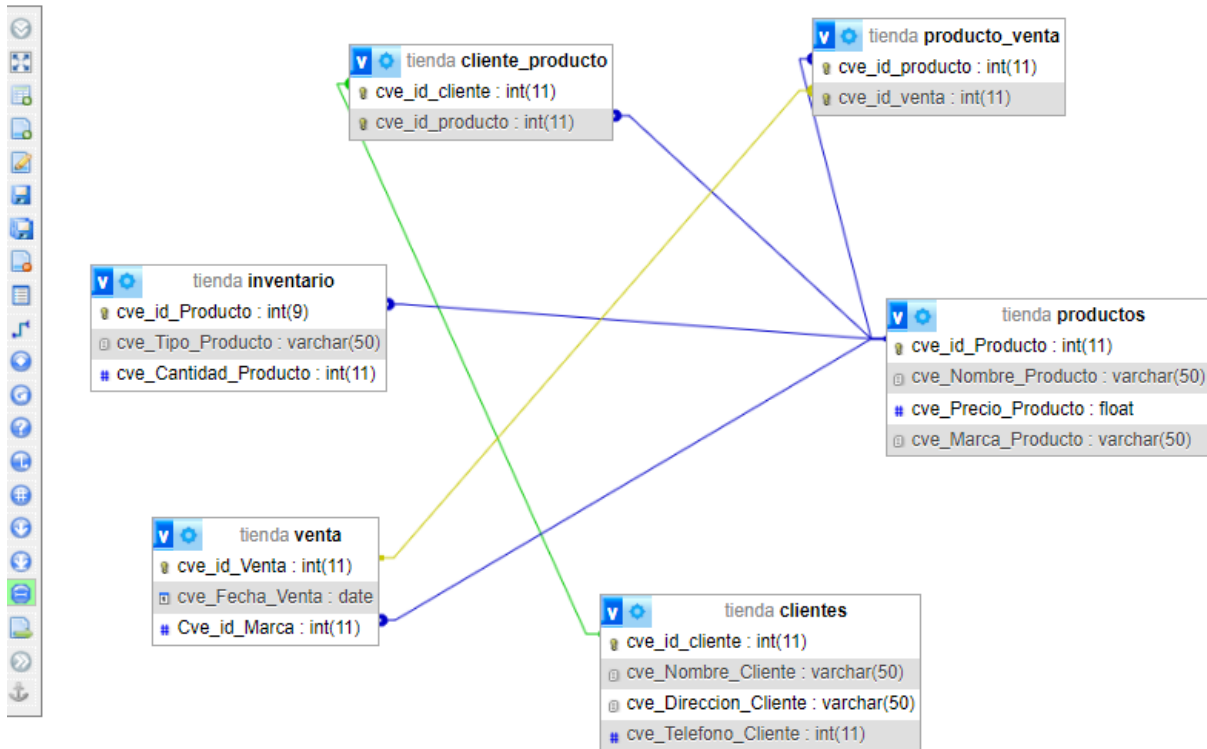 tienda cliente_producto
cve_id_cliente : int(11)
cve_id_producto : int(11)
tienda producto_venta
cve_id_producto : int(11)
cve_id_venta : int(11)
tienda inventario
cve_id_Producto : int(9)
cve_Tipo_Producto : varchar(50)
cve_Cantidad_Producto : int(11)
tienda productos
cve_id_Producto : int(11)
cve_Nombre_Producto : varchar(50)
cve_Precio_Producto : float
cve_Marca_Producto : varchar(50)
tienda venta
cve_id_Venta : int(11)
cve_Fecha_Venta : date
Cve_id_Marca : int(11)
tienda clientes
cve_id_cliente : int(11)
cve_Nombre_Cliente : varchar(50)
cve_Direccion_Cliente : varchar(50)
cve_Telefono_Cliente : int(11)